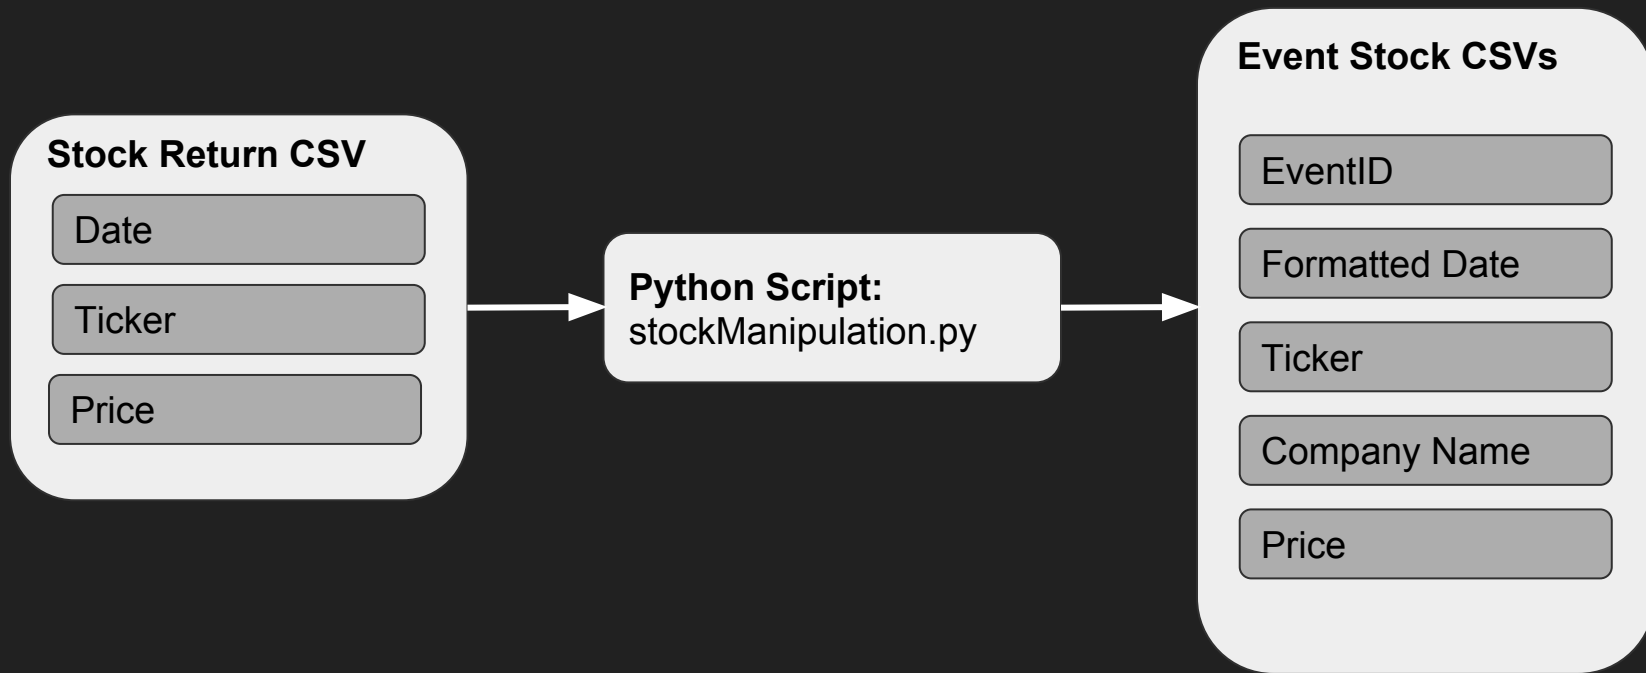 Stock Return CSV
Date
Ticker
Price
Python Script:
stockManipulation.py
Event Stock CSVs
EventID
Formatted Date
Ticker
Company Name
Price